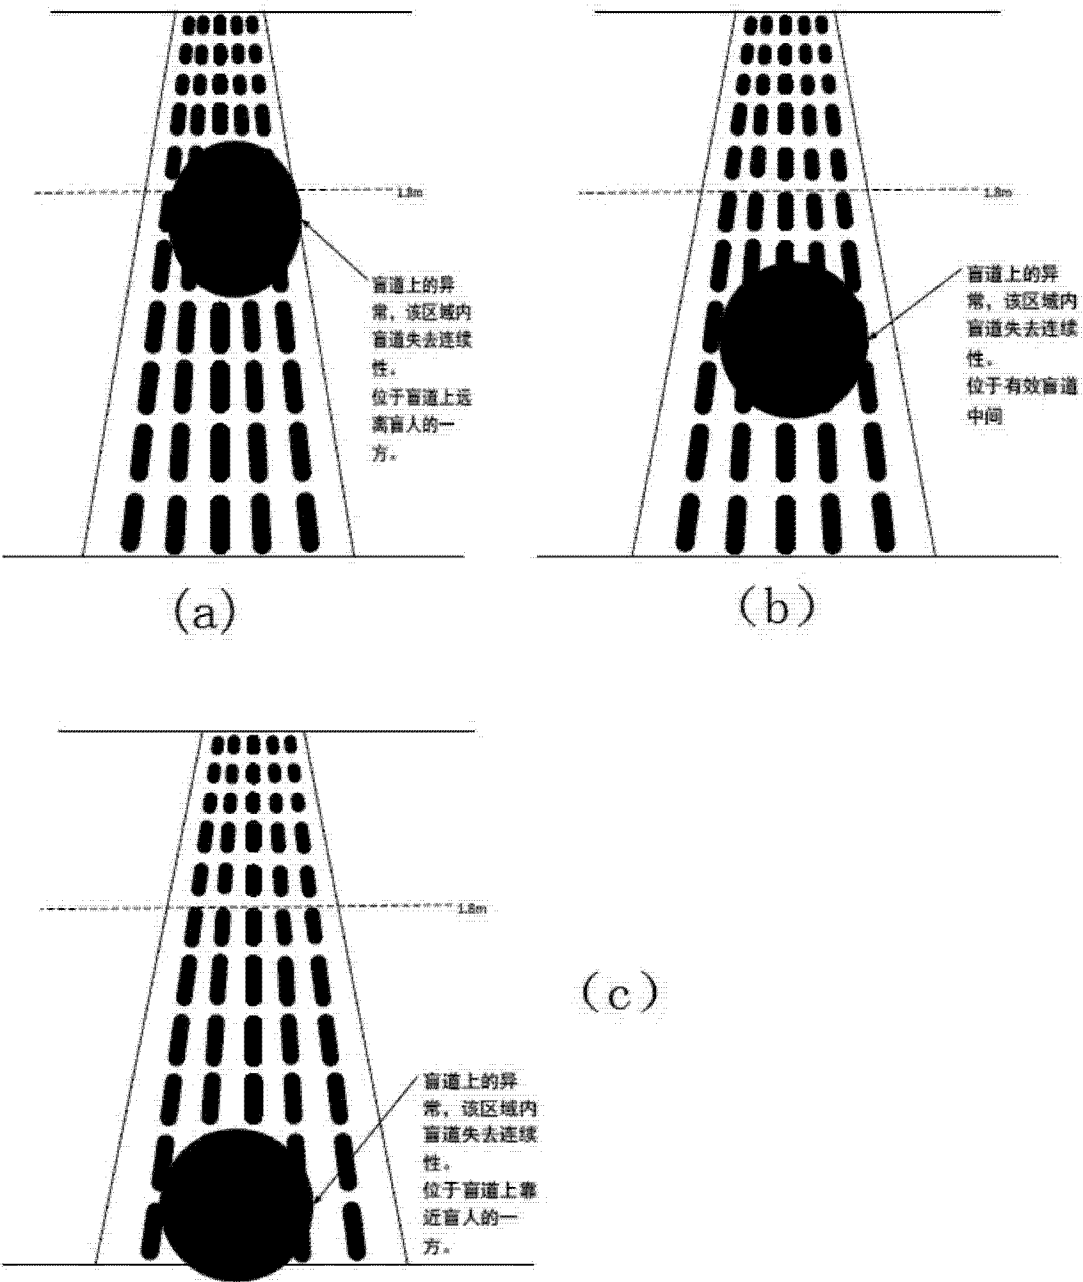 1.8m
盲道上的异
常，该区域内
盲道失去连续
性。
位于盲道上远
离盲人的一
方。
(a)
1.8m
盲道上的异
常，该区域内
盲道失去连续
性。
位于有效盲道
中间
(b)
1.8m
(c)
盲道上的异
常，该区域内
盲道失去连续
性。
位于盲道上靠
近盲人的一
方。